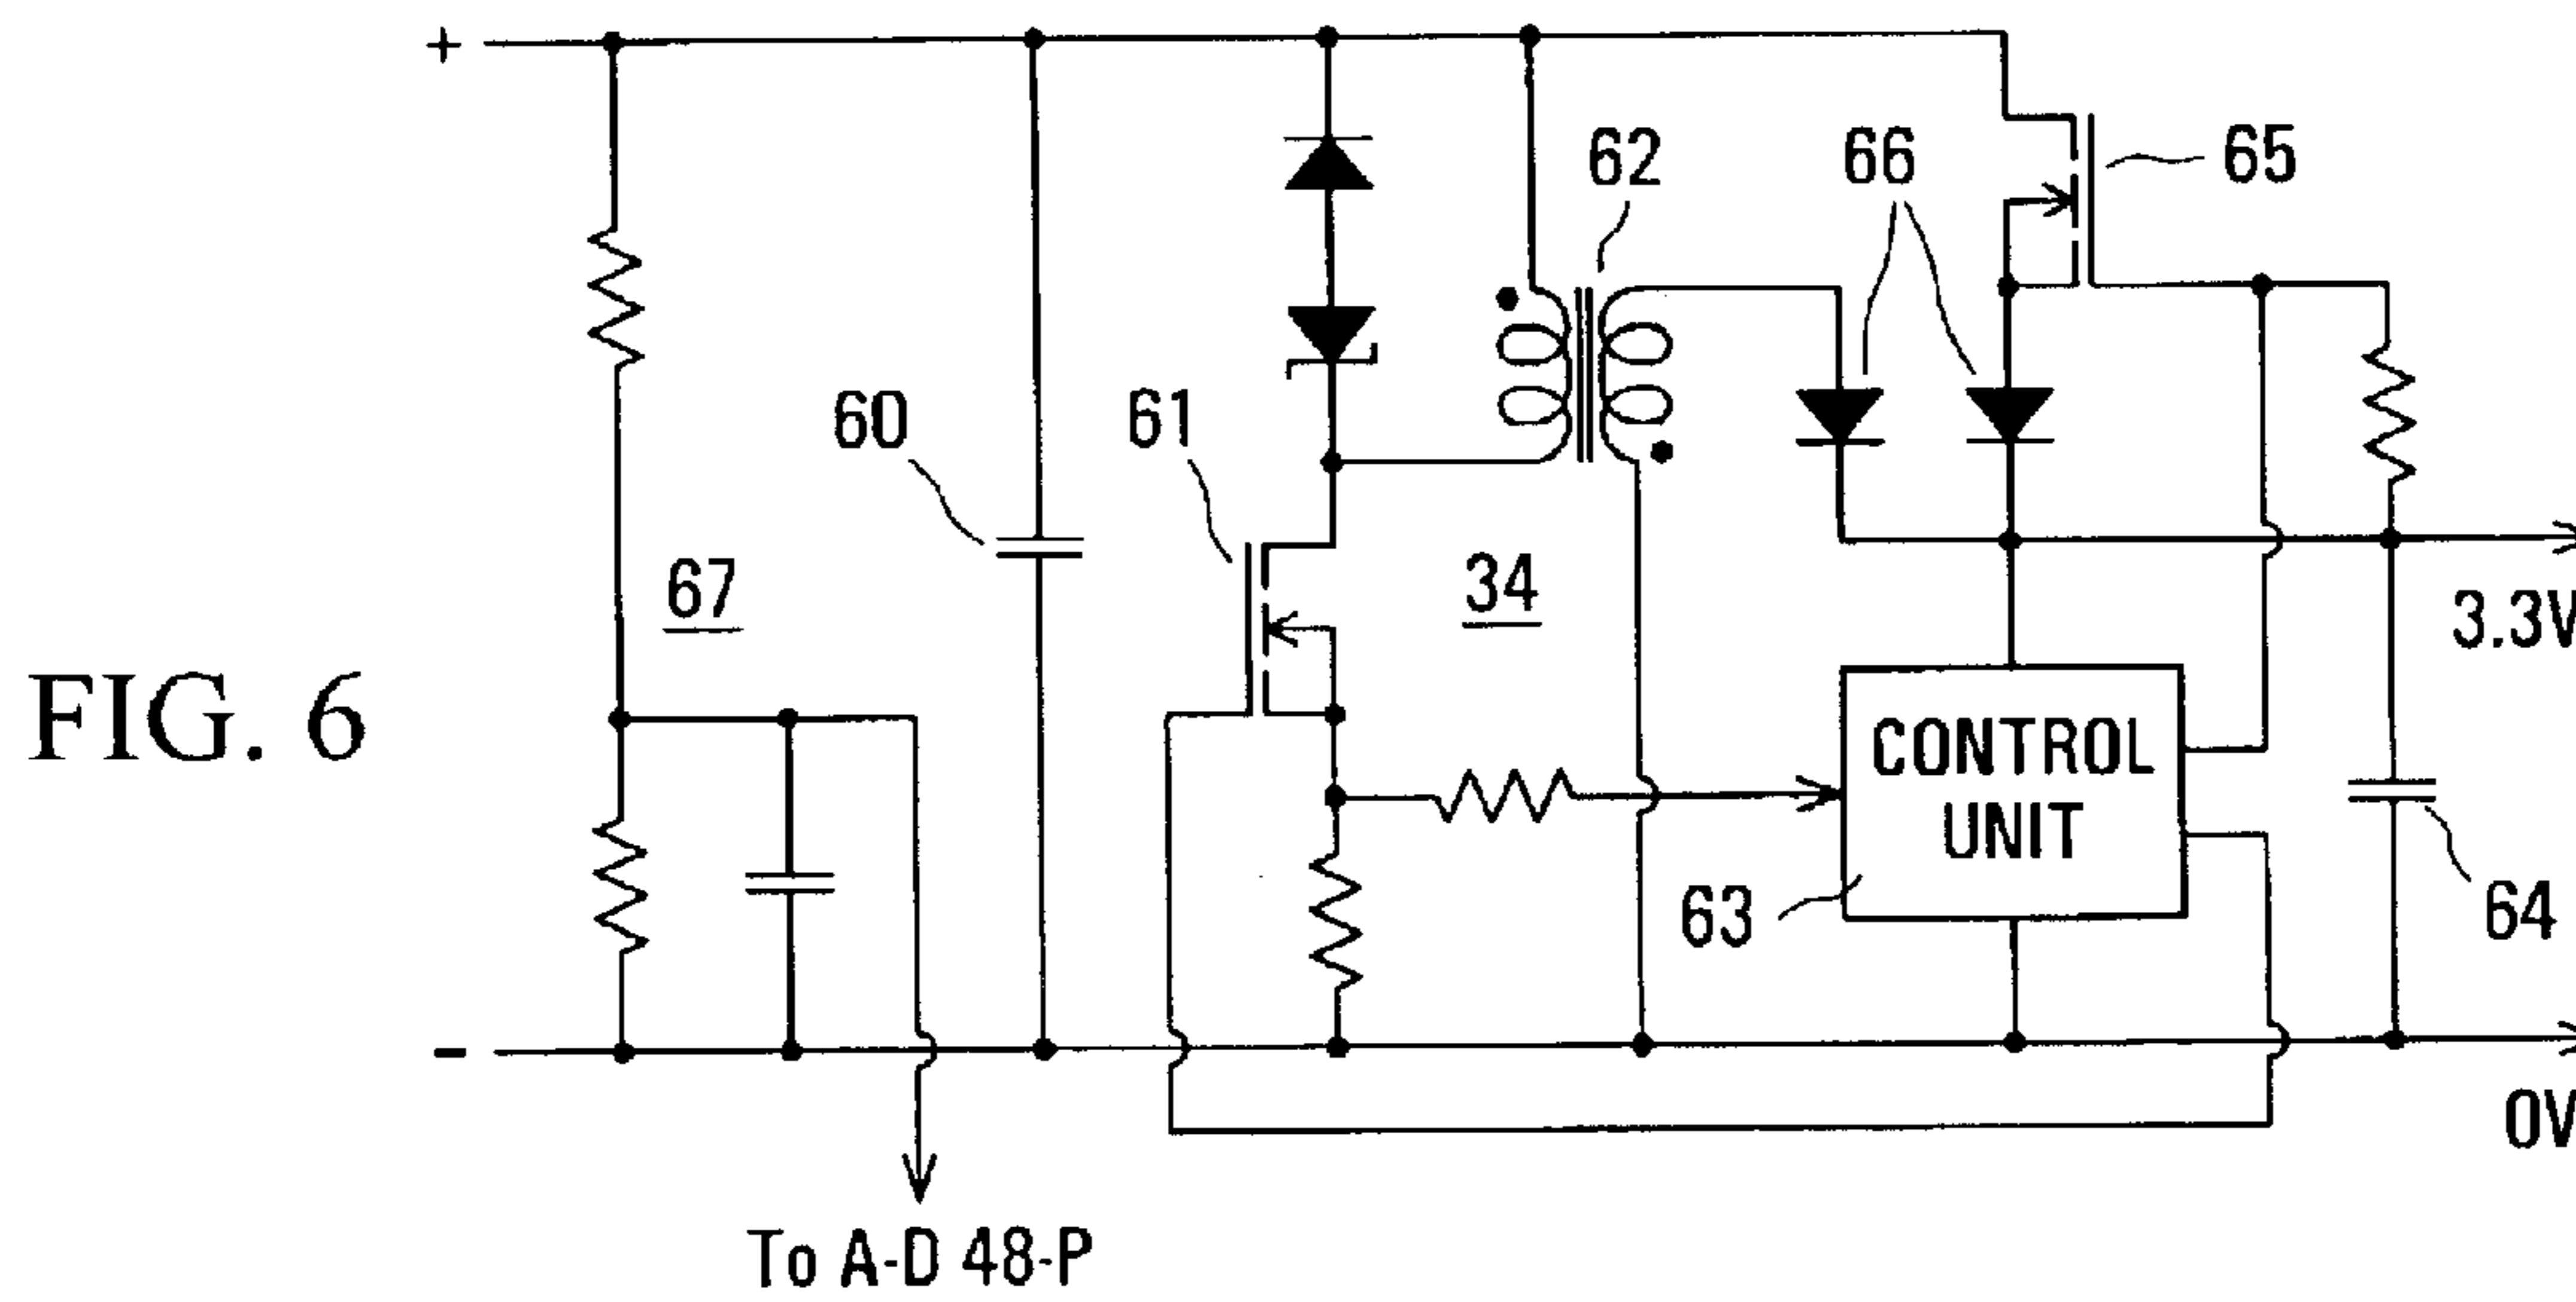 +
65
66
62
60
61
67
34
3.3V
FIG. 6
CONTROL
UNIT
63
64
-
0V
To A-D 48-P